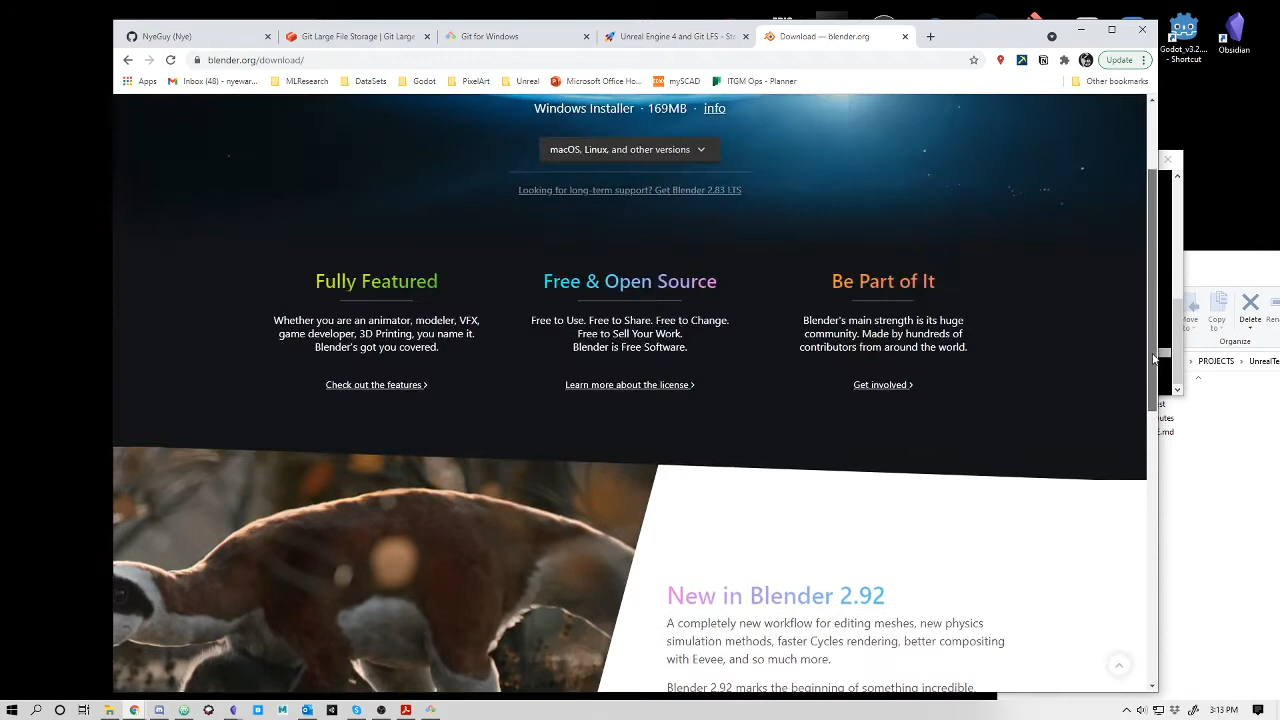 NyeGuy (Nye)
Git Large File Storage | Git Larg
Git for Windows
Unreal Engine 4 and Git LFS - Sto
Download — blender.org
blender.org/download/
Update
Apps
Inbox (48) - nyewar...
MLResearch
DataSets
Godot
PixelArt
Unreal
Microsoft Office Ho...
mySCAD
ITGM Ops - Planner
Other bookmarks
Windows Installer · 169MB · info
macOS, Linux, and other versions
Looking for long-term support? Get Blender 2.83 LTS
Fully Featured
Whether you are an animator, modeler, VFX,
game developer, 3D Printing, you name it.
Blender's got you covered.
Check out the features
Free & Open Source
Free to Use. Free to Share. Free to Change.
Free to Sell Your Work.
Blender is Free Software.
Learn more about the license
Be Part of It
Blender's main strength is its huge
community. Made by hundreds of
contributors from around the world.
Get involved
New in Blender 2.92
A completely new workflow for editing meshes, new physics
simulation methods, faster Cycles rendering, better compositing
with Eevee, and so much more.
Blender 2.92 marks the beginning of something incredible.
Godot_v3.2....
- Shortcut
Obsidian
Copy
Delete
Organize
PROJECTS
UnrealTe
.md
3:13 PM